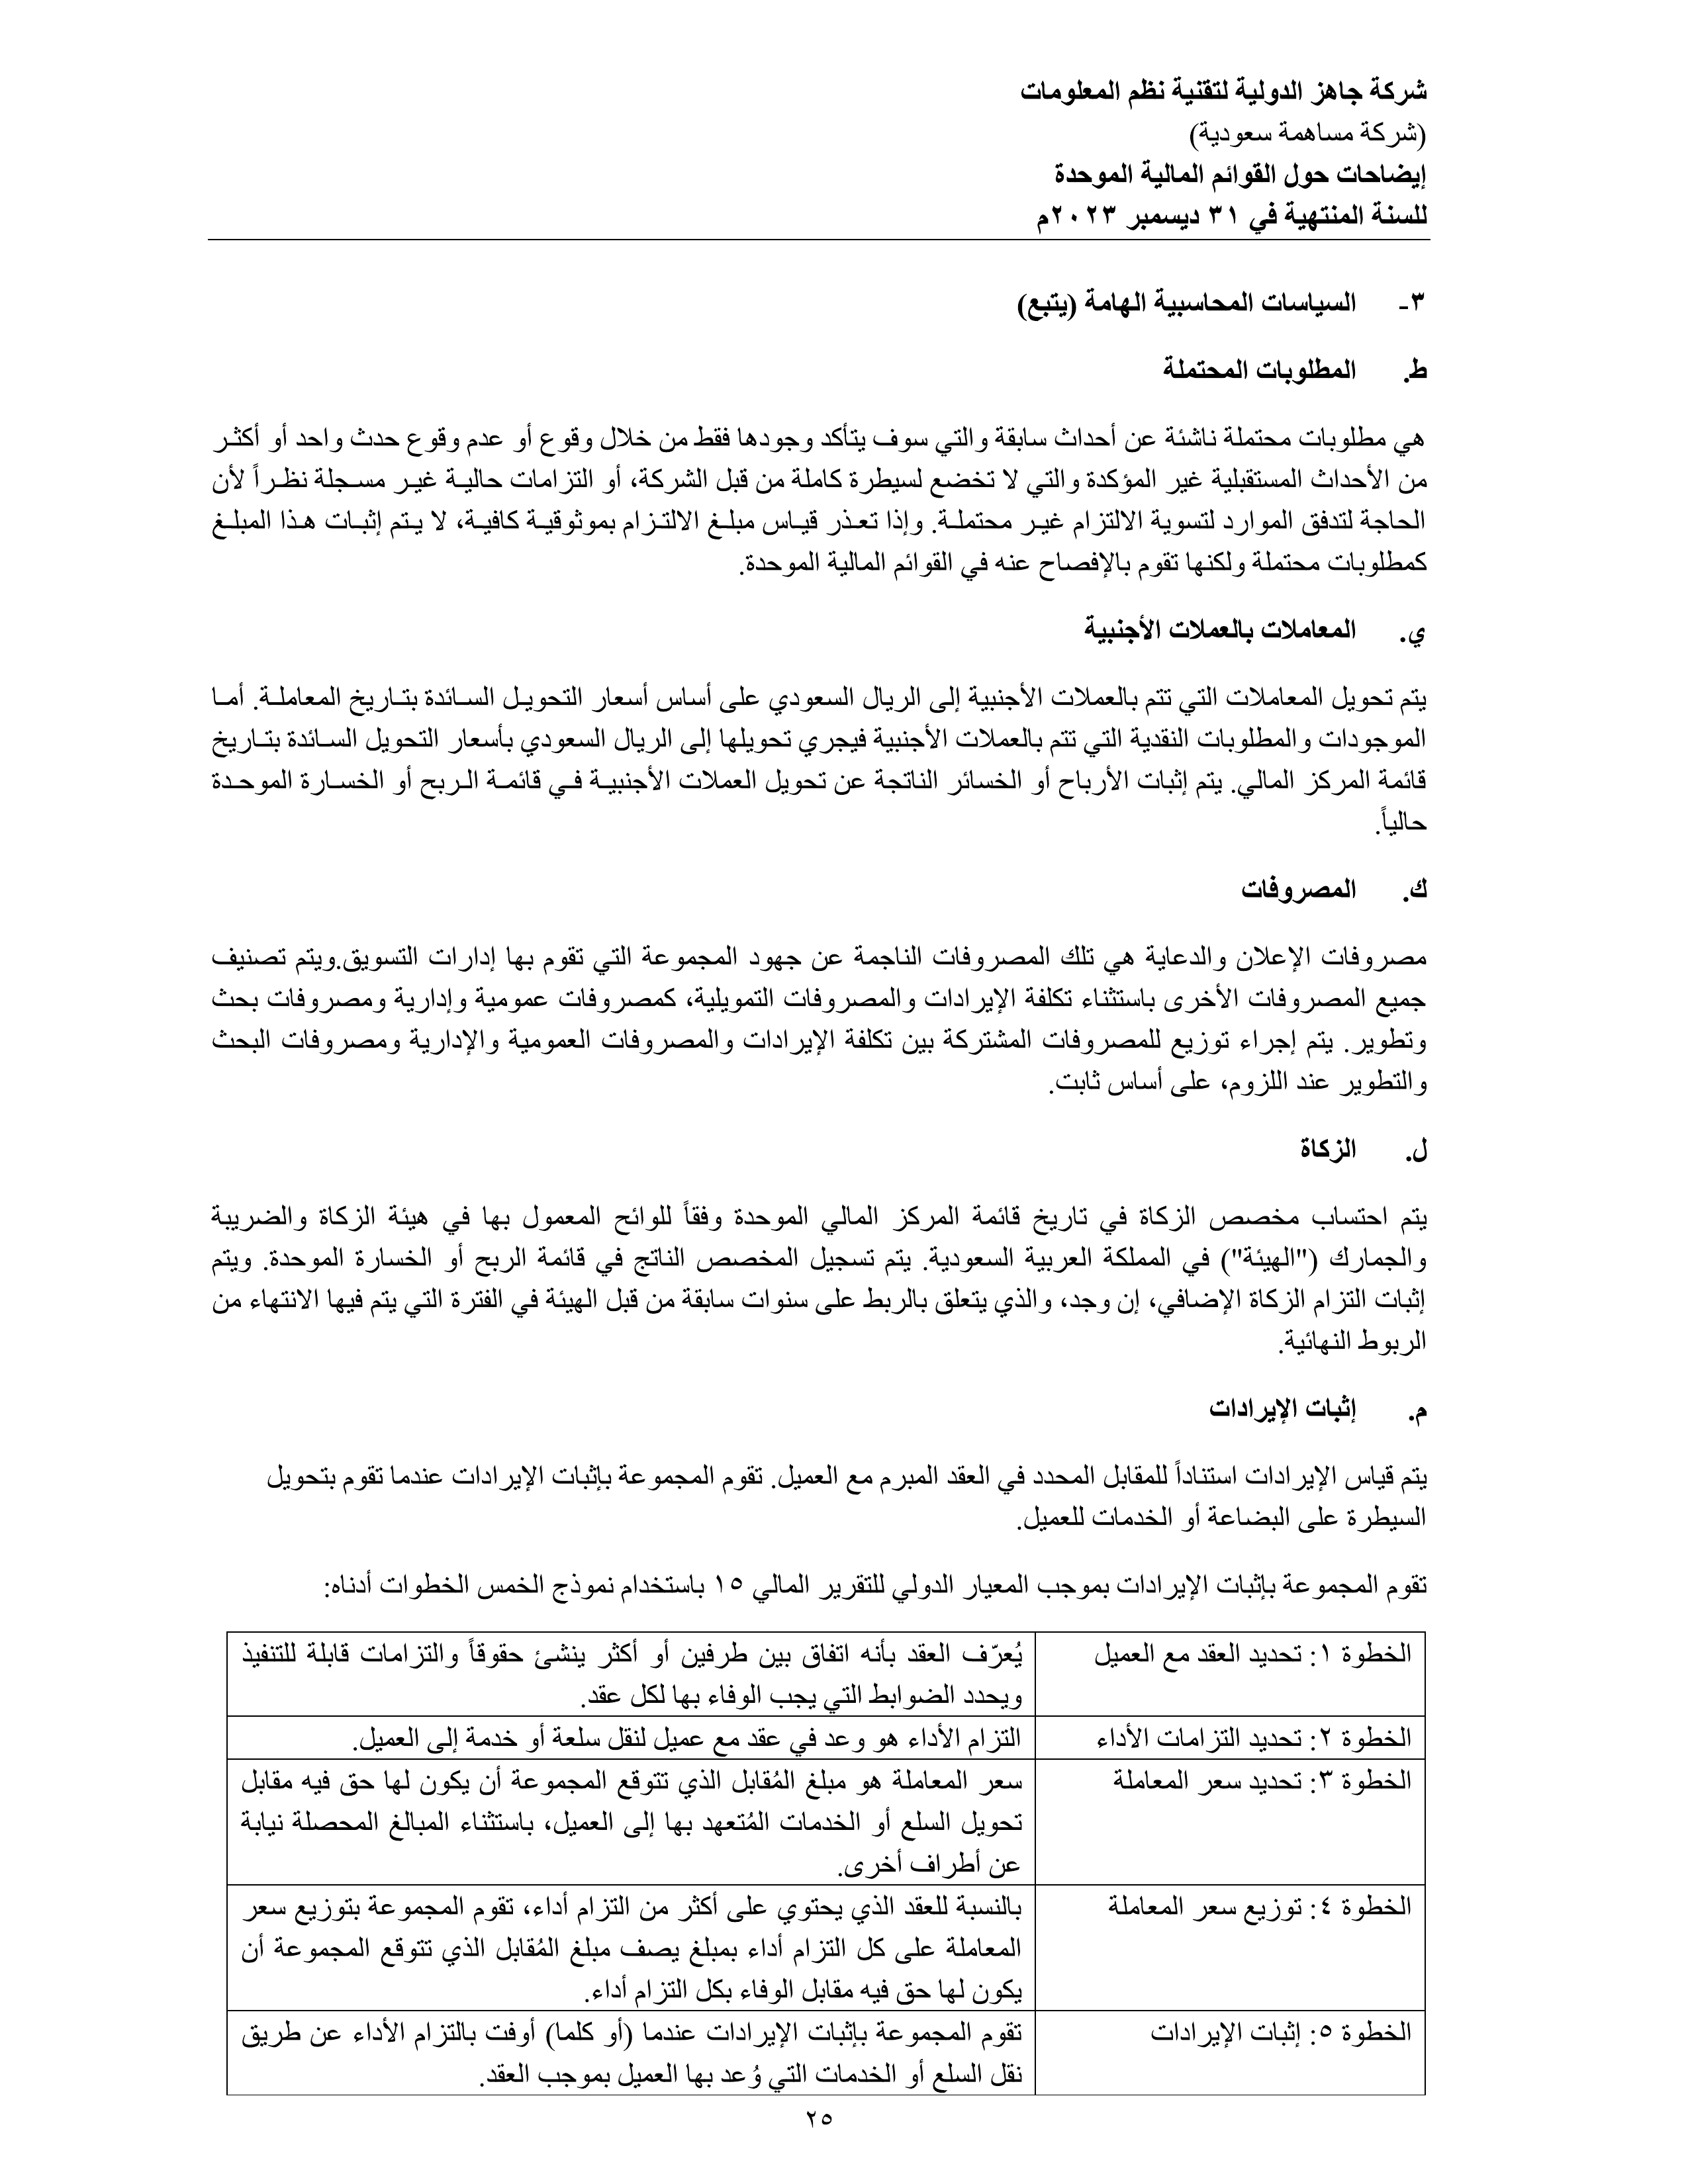 شركة جاهز الدولية لتقنية نظم المعلومات
(شركة مساهمة سعودية)
إيضاحات حول القوائم المالية الموحدة
للسنة المنتهية في ٣١ ديسمبر ٢٠٢٣م
٣- السياسات المحاسبية الهامة (يتبع)
ط. المطلوبات المحتملة
هي مطلوبات محتملة ناشئة عن أحداث سابقة والتي سوف يتأكد وجودها فقط من خلال وقوع أو عدم وقوع حدث واحد أو أكثر
من الأحداث المستقبلية غير المؤكدة والتي لا تخضع لسيطرة كاملة من قبل الشركة، أو التزامات حالية غير مسجلة نظراً لأن
الحاجة لتدفق الموارد لتسوية الالتزام غير محتملة. وإذا تعذر قياس مبلغ الالتزام بموثوقية كافية، لا يتم إثبات هذا المبلغ
كمطلوبات محتملة ولكنها تقوم بالإفصاح عنه في القوائم المالية الموحدة.
ي. المعاملات بالعملات الأجنبية
يتم تحويل المعاملات التي تتم بالعملات الأجنبية إلى الريال السعودي على أساس أسعار التحويل السائدة بتاريخ المعاملة. أما
الموجودات والمطلوبات النقدية التي تتم بالعملات الأجنبية فيجري تحويلها إلى الريال السعودي بأسعار التحويل السائدة بتاريخ
قائمة المركز المالي. يتم إثبات الأرباح أو الخسائر الناتجة عن تحويل العملات الأجنبية في قائمة الربح أو الخسارة الموحدة
حالياً.
ك. المصروفات
مصروفات الإعلان والدعاية هي تلك المصروفات الناجمة عن جهود المجموعة التي تقوم بها إدارات التسويق.ويتم تصنيف
جميع المصروفات الأخرى باستثناء تكلفة الإيرادات والمصروفات التمويلية، كمصروفات عمومية وإدارية ومصروفات بحث
وتطوير. يتم إجراء توزيع للمصروفات المشتركة بين تكلفة الإيرادات والمصروفات العمومية والإدارية ومصروفات البحث
والتطوير عند اللزوم، على أساس ثابت.
ل. الزكاة
يتم احتساب مخصص الزكاة في تاريخ قائمة المركز المالي الموحدة وفقاً للوائح المعمول بها في هيئة الزكاة والضريبة
والجمارك ("الهيئة") في المملكة العربية السعودية. يتم تسجيل المخصص الناتج في قائمة الربح أو الخسارة الموحدة. ويتم
إثبات التزام الزكاة الإضافي، إن وجد، والذي يتعلق بالربط على سنوات سابقة من قبل الهيئة في الفترة التي يتم فيها الانتهاء من
الربوط النهائية.
م. إثبات الإيرادات
يتم قياس الإيرادات استناداً للمقابل المحدد في العقد المبرم مع العميل. تقوم المجموعة بإثبات الإيرادات عندما تقوم بتحويل
السيطرة على البضاعة أو الخدمات للعميل.
تقوم المجموعة بإثبات الإيرادات بموجب المعيار الدولي للتقرير المالي ١٥ باستخدام نموذج الخمس الخطوات أدناه:
الخطوة ١: تحديد العقد مع العميل
يُعرّف العقد بأنه اتفاق بين طرفين أو أكثر ينشئ حقوقاً والتزامات قابلة للتنفيذ
ويحدد الضوابط التي يجب الوفاء بها لكل عقد.
الخطوة ٢: تحديد التزامات الأداء
التزام الأداء هو وعد في عقد مع عميل لنقل سلعة أو خدمة إلى العميل.
الخطوة ٣: تحديد سعر المعاملة
سعر المعاملة هو مبلغ المُقابل الذي تتوقع المجموعة أن يكون لها حق فيه مقابل
تحويل السلع أو الخدمات المُتعهد بها إلى العميل، باستثناء المبالغ المحصلة نيابة
عن أطراف أخرى.
الخطوة ٤: توزيع سعر المعاملة
بالنسبة للعقد الذي يحتوي على أكثر من التزام أداء، تقوم المجموعة بتوزيع سعر
المعاملة على كل التزام أداء بمبلغ يصف مبلغ المُقابل الذي تتوقع المجموعة أن
يكون لها حق فيه مقابل الوفاء بكل التزام أداء.
الخطوة ٥: إثبات الإيرادات
تقوم المجموعة بإثبات الإيرادات عندما (أو كلما) أوفت بالتزام الأداء عن طريق
نقل السلع أو الخدمات التي وُعد بها العميل بموجب العقد.
٢٥